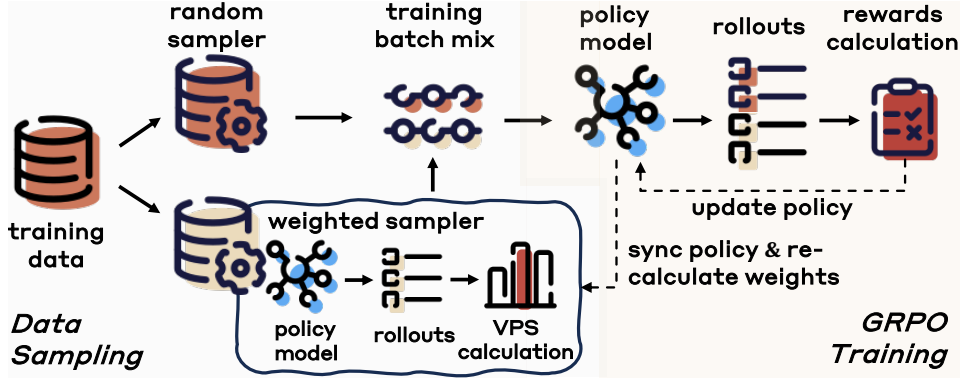 random
sampler
training
batch mix
policy
model
rollouts
rewards
calculation
training
data
weighted sampler
policy
model
rollouts
VPS
calculation
update policy
sync policy & re-
calculate weights
Data
Sampling
GRPO
Training